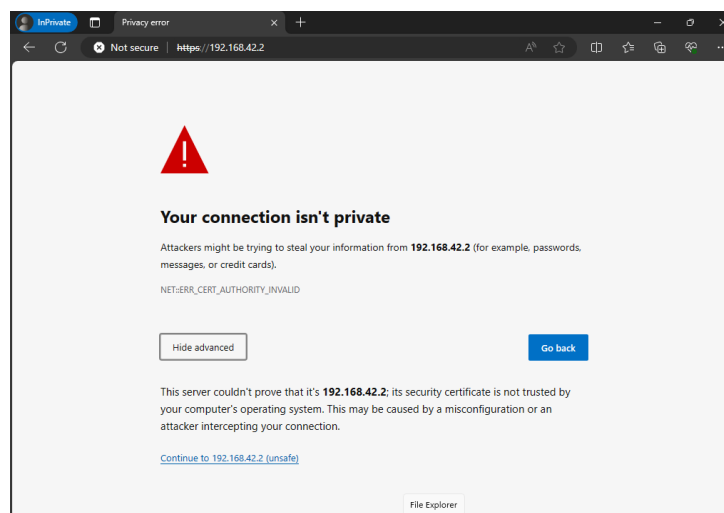 InPrivate
Privacy error
Not secure https://192.168.42.2
Your connection isn't private
Attackers might be trying to steal your information from 192.168.42.2 (for example, passwords,
messages, or credit cards).
NET::ERR_CERT_AUTHORITY_INVALID
Hide advanced
Go back
This server couldn't prove that it's 192.168.42.2; its security certificate is not trusted by
your computer's operating system. This may be caused by a misconfiguration or an
attacker intercepting your connection.
Continue to 192.168.42.2 (unsafe)
File Explorer